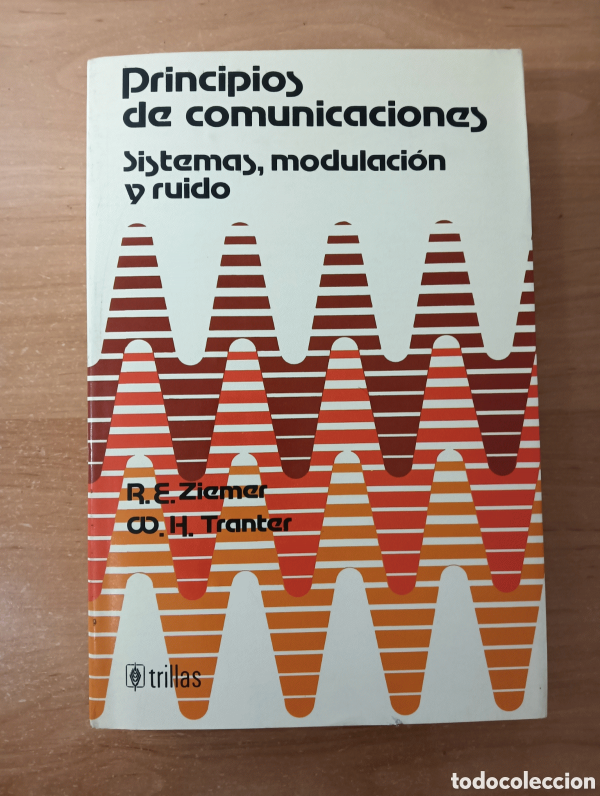 Principios
de comunicaciones
Sistemas, modulación
y ruido
R. E. Ziemer
W. H. Tranter
trillas
todocoleccion